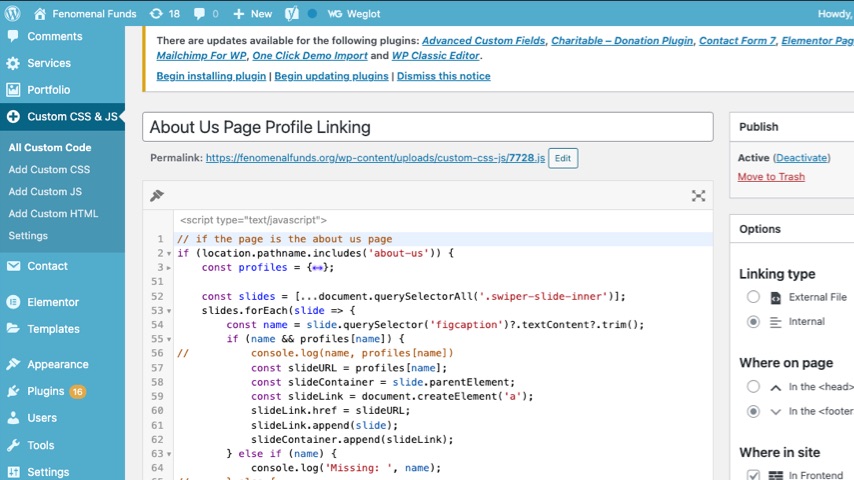 Fenomenal Funds 18 0 New Weglot Howdy,
There are updates available for the following plugins: Advanced Custom Fields, Charitable – Donation Plugin, Contact Form 7, Elementor Pag
Mailchimp For WP, One Click Demo Import and WP Classic Editor.
Begin installing plugin | Begin updating plugins | Dismiss this notice
Comments
Services
Portfolio
Custom CSS & JS
All Custom Code
Add Custom CSS
Add Custom JS
Add Custom HTML
Settings
Contact
Elementor
Templates
Appearance
Plugins 16
Users
Tools
Settings
About Us Page Profile Linking
Permalink: https://fenomenalfunds.org/wp-content/uploads/custom-css-js/7728.js Edit
<script type="text/javascript">
1 // if the page is the about us page
2 if (location.pathname.includes('about-us')) {
3 const profiles = {↔};
51
52 const slides = [...document.querySelectorAll('.swiper-slide-inner')];
53 slides.forEach(slide => {
54 const name = slide.querySelector('figcaption')?.textContent?.trim();
55 if (name && profiles[name]) {
56 // console.log(name, profiles[name])
57 const slideURL = profiles[name];
58 const slideContainer = slide.parentElement;
59 const slideLink = document.createElement('a');
60 slideLink.href = slideURL;
61 slideLink.append(slide);
62 slideContainer.append(slideLink);
63 } else if (name) {
64 console.log('Missing: ', name);
Publish
Active (Deactivate)
Move to Trash
Options
Linking type
External File
Internal
Where on page
In the <head>
In the <footer
Where in site
In Frontend